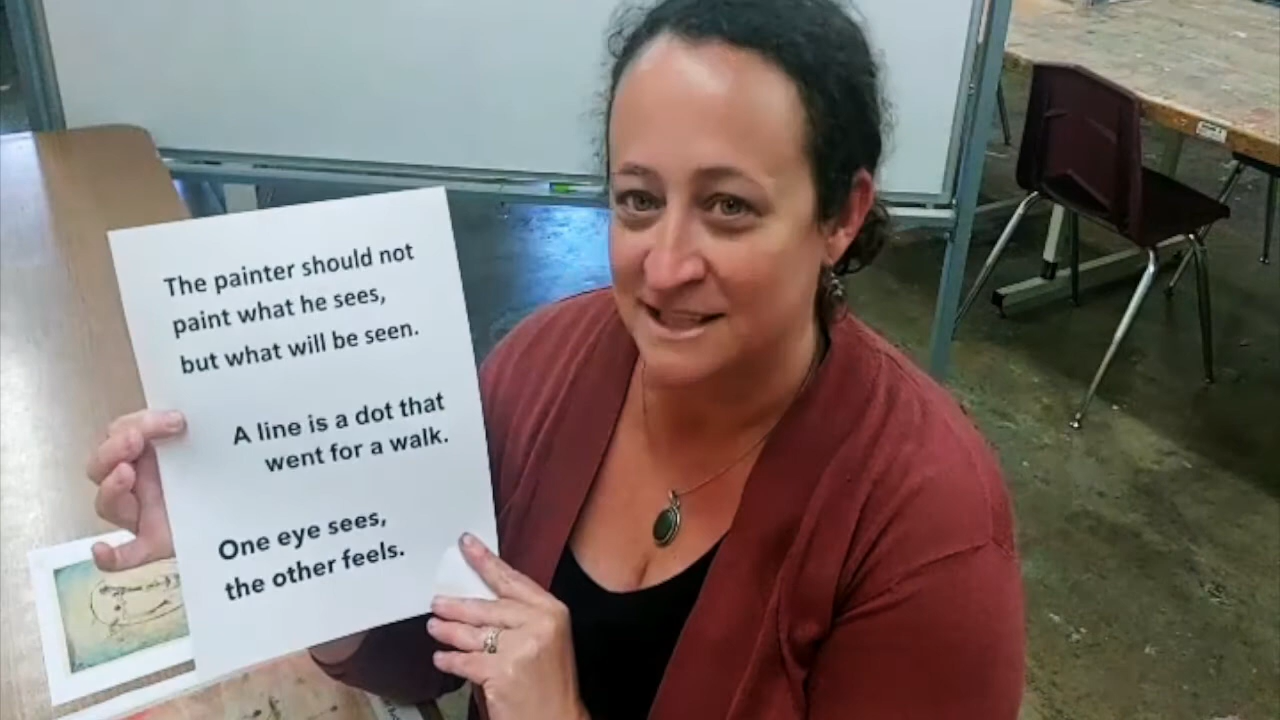 The painter should not
paint what he sees,
but what will be seen.
A line is a dot that
went for a walk.
One eye sees,
the other feels.